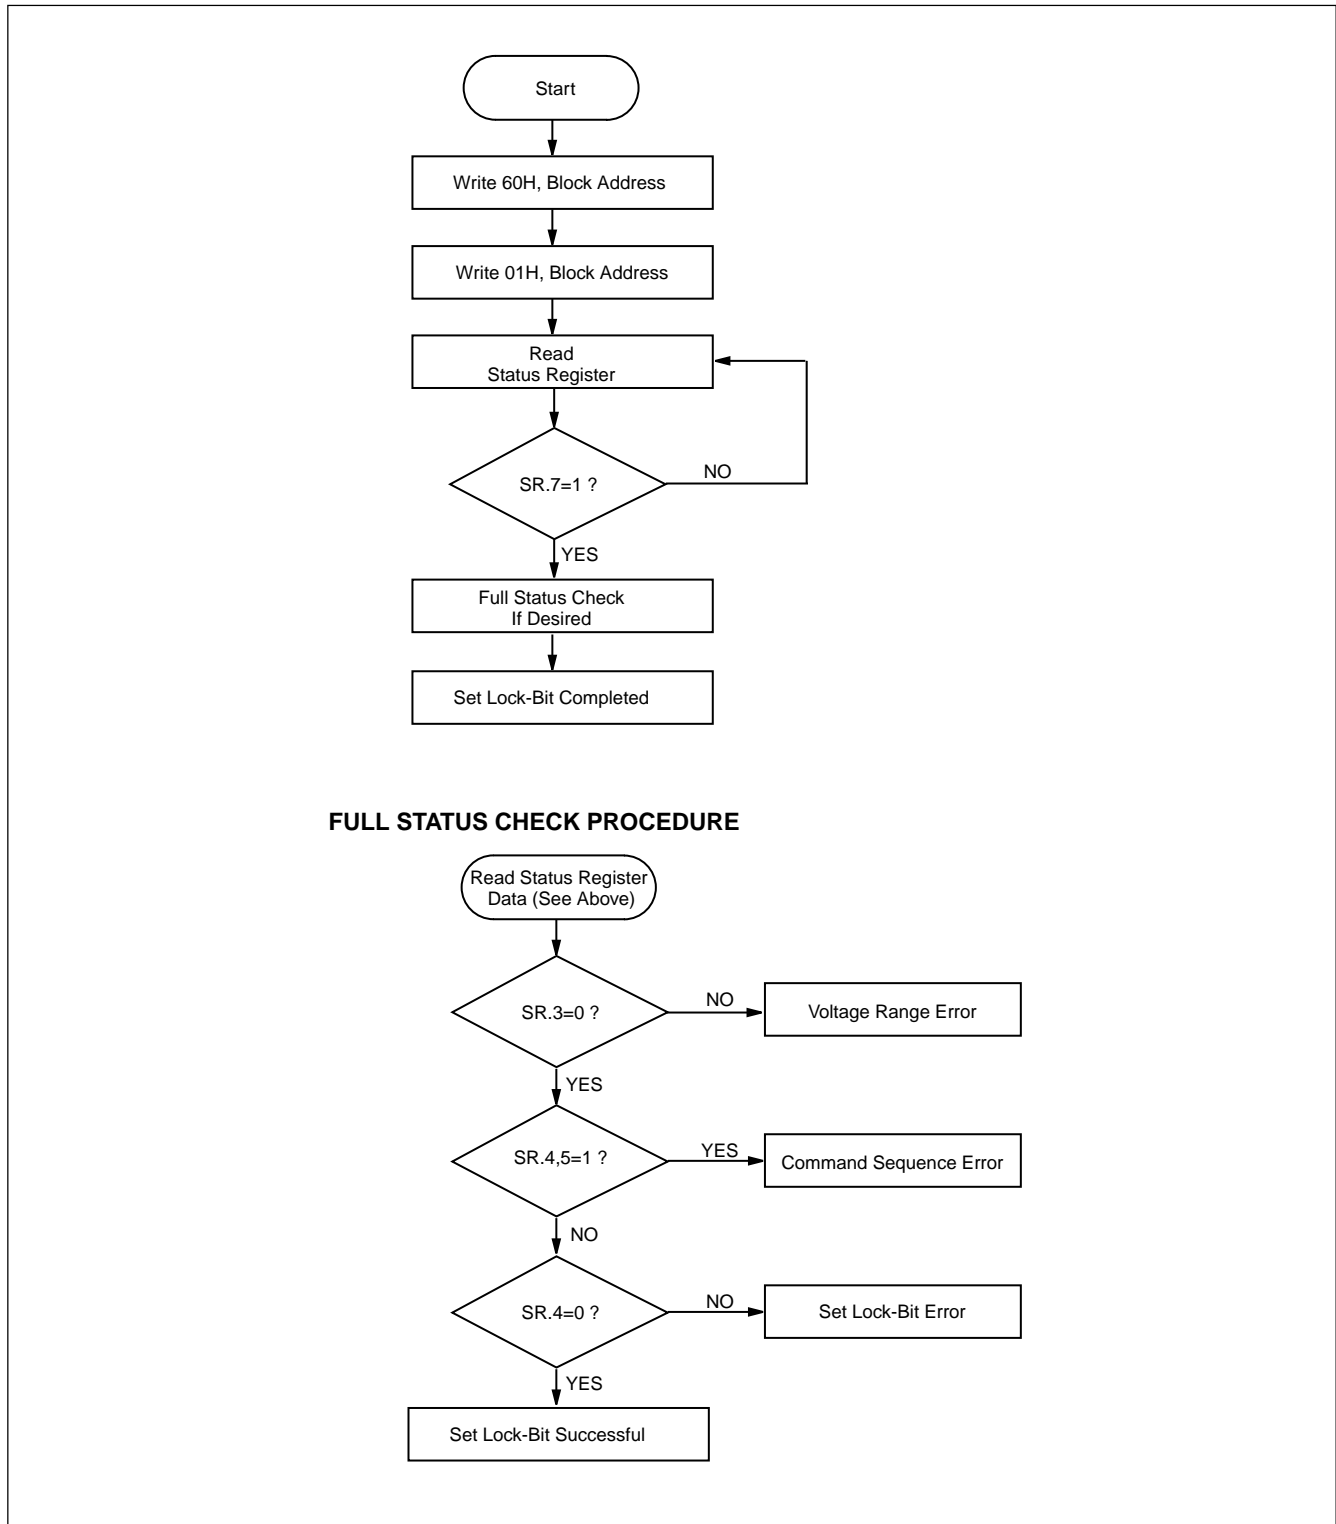 Start
Write 60H, Block Address
Write 01H, Block Address
Read
Status Register
SR.7=1 ?
NO
YES
Full Status Check
If Desired
Set Lock-Bit Completed
FULL STATUS CHECK PROCEDURE
Read Status Register
Data (See Above)
SR.3=0 ?
NO
Voltage Range Error
YES
SR.4,5=1 ?
YES
Command Sequence Error
NO
SR.4=0 ?
NO
Set Lock-Bit Error
YES
Set Lock-Bit Successful